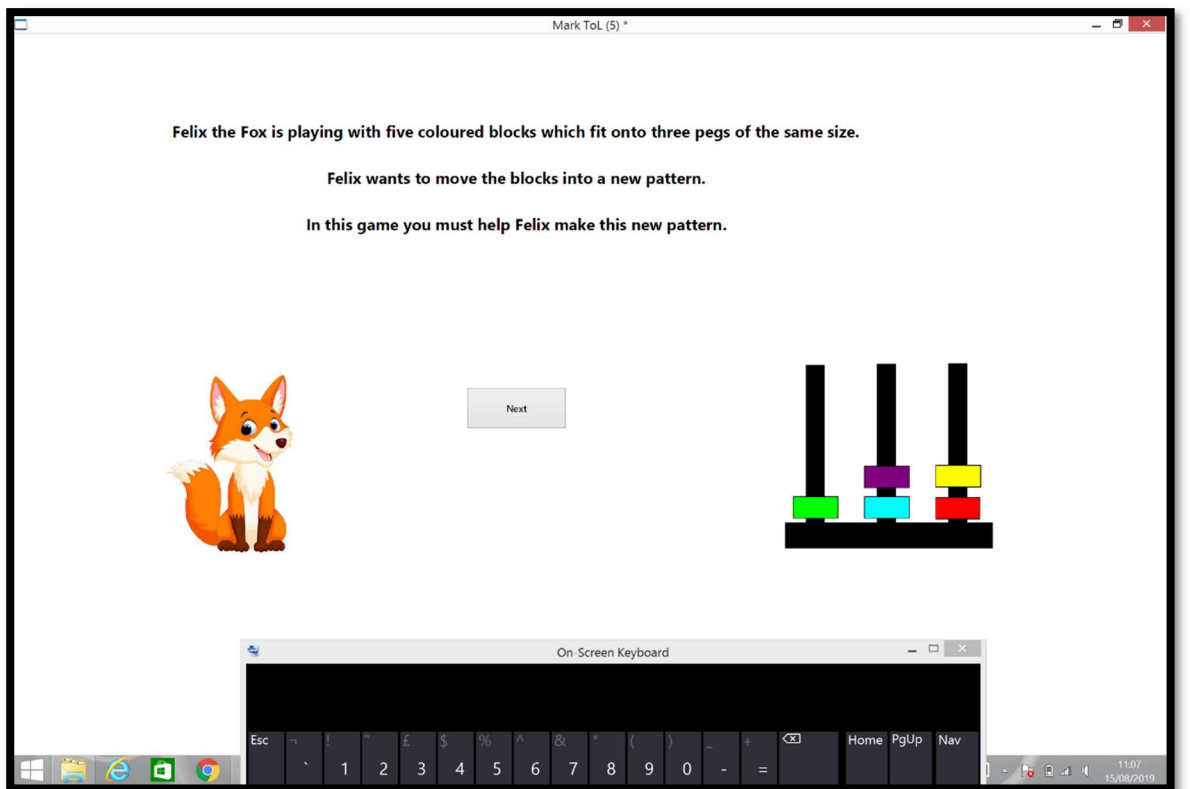 Mark ToL (5) *
Felix the Fox is playing with five coloured blocks which fit onto three pegs of the same size.
Felix wants to move the blocks into a new pattern.
In this game you must help Felix make this new pattern.
Next
On-Screen Keyboard
Esc ¬ ! " £ $ % ^ & * ( ) _ + Home PgUp Nav
` 1 2 3 4 5 6 7 8 9 0 - =
11:07
15/08/2019